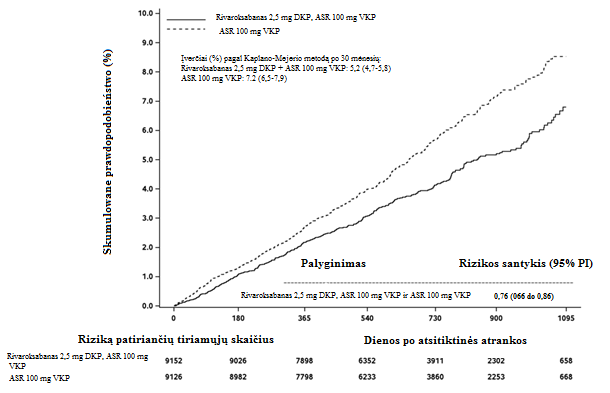 Rivaroksabanas 2,5 mg DKP, ASR 100 mg VKP
ASR 100 mg VKP
Įverčiai (%) pagal Kaplano-Mejerio metodą po 30 mėnesių:
Rivaroksabanas 2,5 mg DKP + ASR 100 mg VKP: 5,2 (4,7-5,8)
ASR 100 mg VKP: 7.2 (6,5-7,9)
Skumulowane prawdopodobieństwo (%)
10.0
9.0
8.0
7.0
6.0
5.0
4.0
3.0
2.0
1.0
0.0
Palyginimas Rizikos santykis (95% PI)
Rivaroksabanas 2,5 mg DKP, ASR 100 mg VKP ir ASR 100 mg VKP 0,76 (066 do 0,86)
0 180 365 540 730 900 1095
Riziką patiriančių tiriamųjų skaičius Dienos po atsitiktinės atrankos
Rivaroksabanas 2,5 mg DKP, ASR 100 mg
VKP 9152 9026 7898 6352 3911 2302 658
ASR 100 mg VKP 9126 8982 7798 6233 3860 2253 668